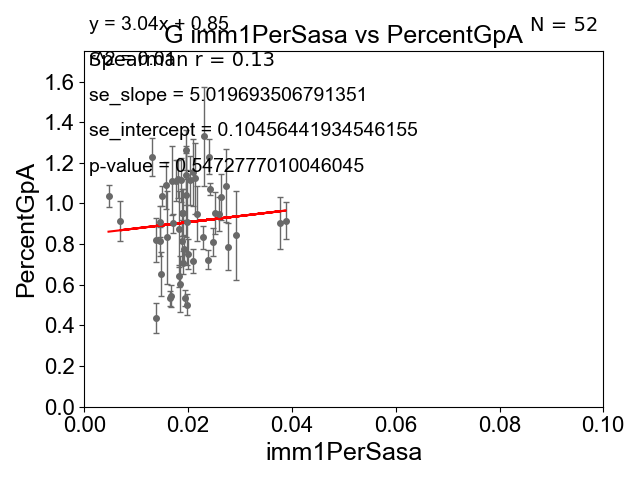 y = 3.04x + 0.85
N = 52
G imm1PerSasa vs PercentGpA
Spearman r = 0.13
se_slope = 5.019693506791351
se_intercept = 0.10456441934546155
p-value = 0.5472777010046045
PercentGpA
1.6
1.4
1.2
1.0
0.8
0.6
0.4
0.2
0.0
0.00 0.02 0.04 0.06 0.08 0.10
imm1PerSasa